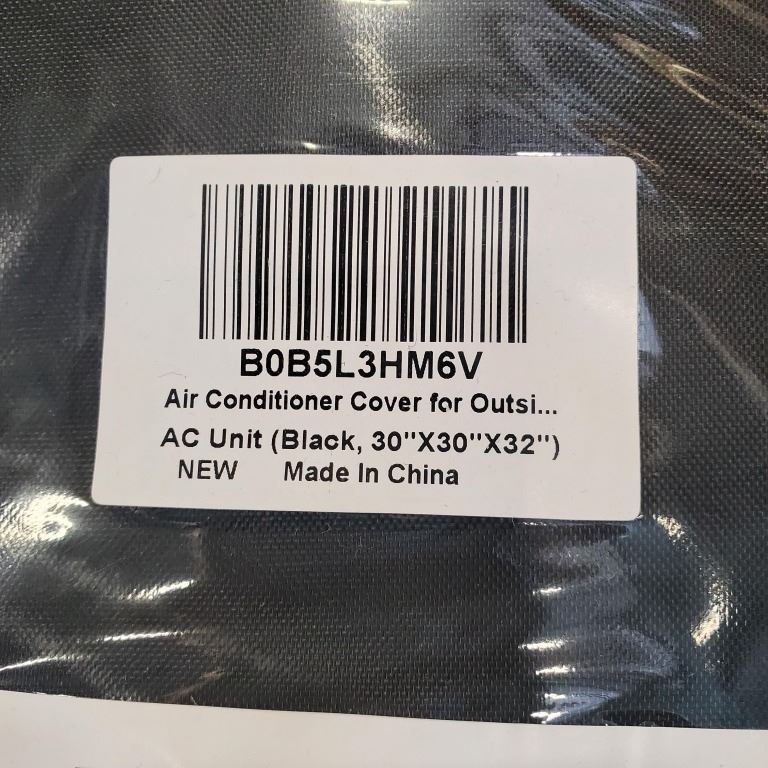 B0B5L3HM6V
Air Conditioner Cover for Outsi...
AC Unit (Black, 30"X30"X32")
NEW Made In China